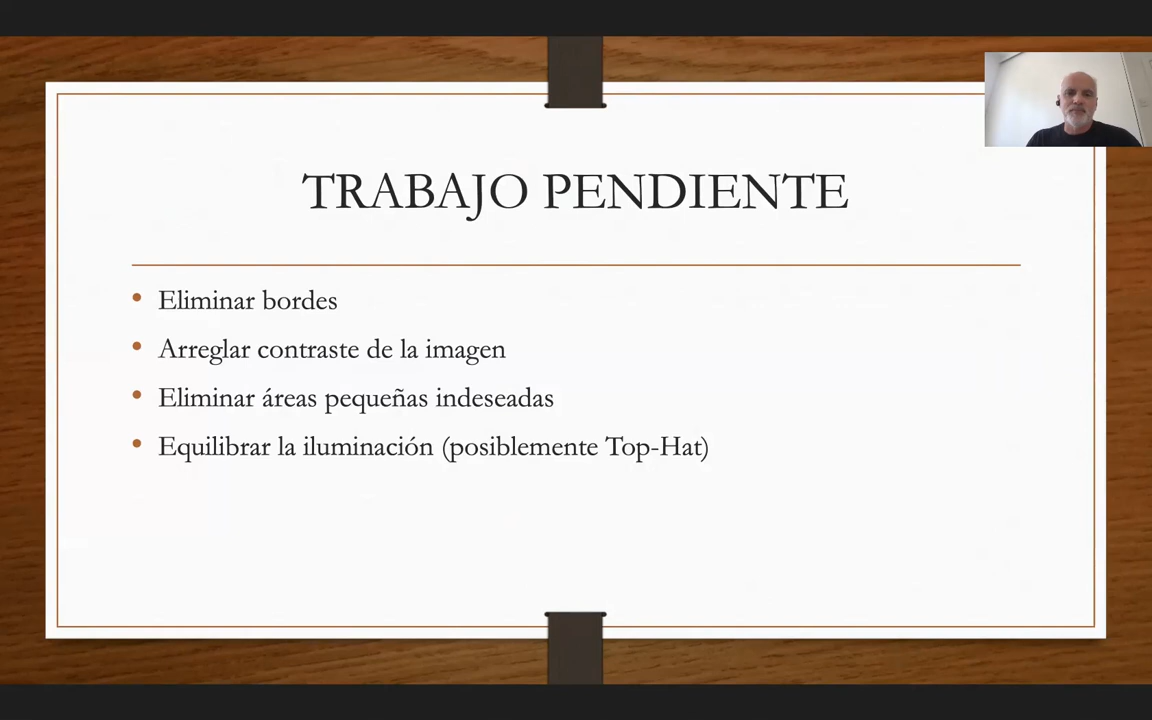 TRABAJO PENDIENTE
• Eliminar bordes
• Arreglar contraste de la imagen
• Eliminar áreas pequeñas indeseadas
• Equilibrar la iluminación (posiblemente Top-Hat)